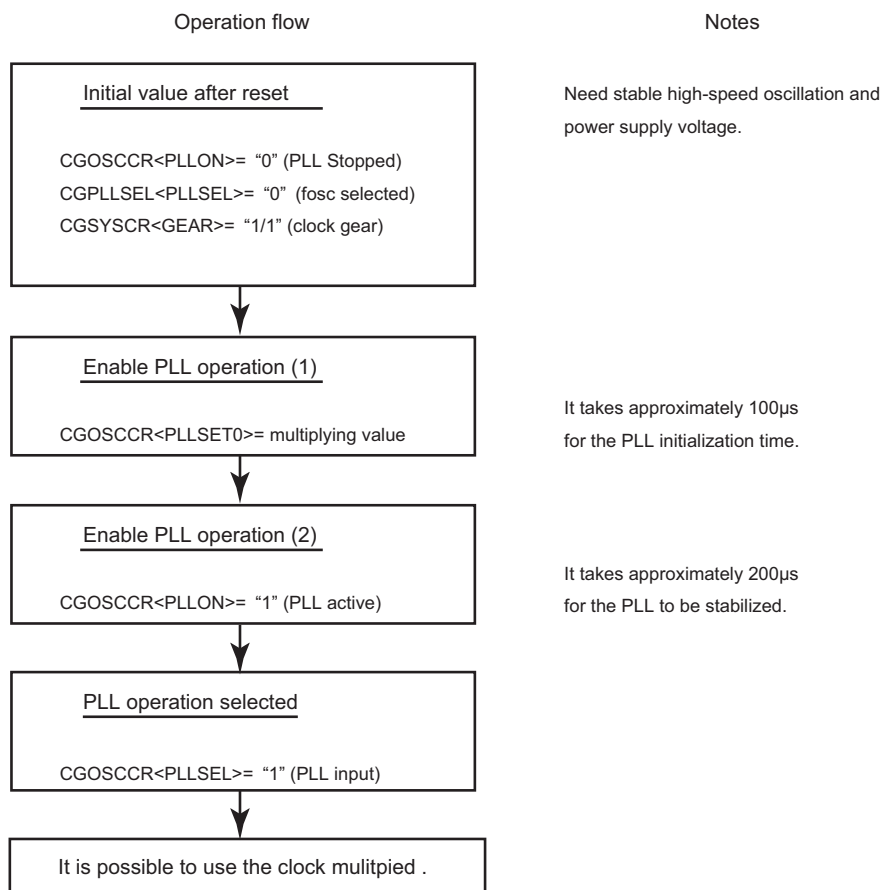 Operation flow
Notes
Initial value after reset
CGOSCCR<PLLON>= “0” (PLL Stopped)
CGPLLSEL<PLLSEL>= “0” (fosc selected)
CGSYSCR<GEAR>= “1/1” (clock gear)
Need stable high-speed oscillation and
power supply voltage.
Enable PLL operation (1)
CGOSCCR<PLLSET0>= multiplying value
It takes approximately 100µs
for the PLL initialization time.
Enable PLL operation (2)
CGOSCCR<PLLON>= “1” (PLL active)
It takes approximately 200µs
for the PLL to be stabilized.
PLL operation selected
CGOSCCR<PLLSEL>= “1” (PLL input)
It is possible to use the clock mulitpied .